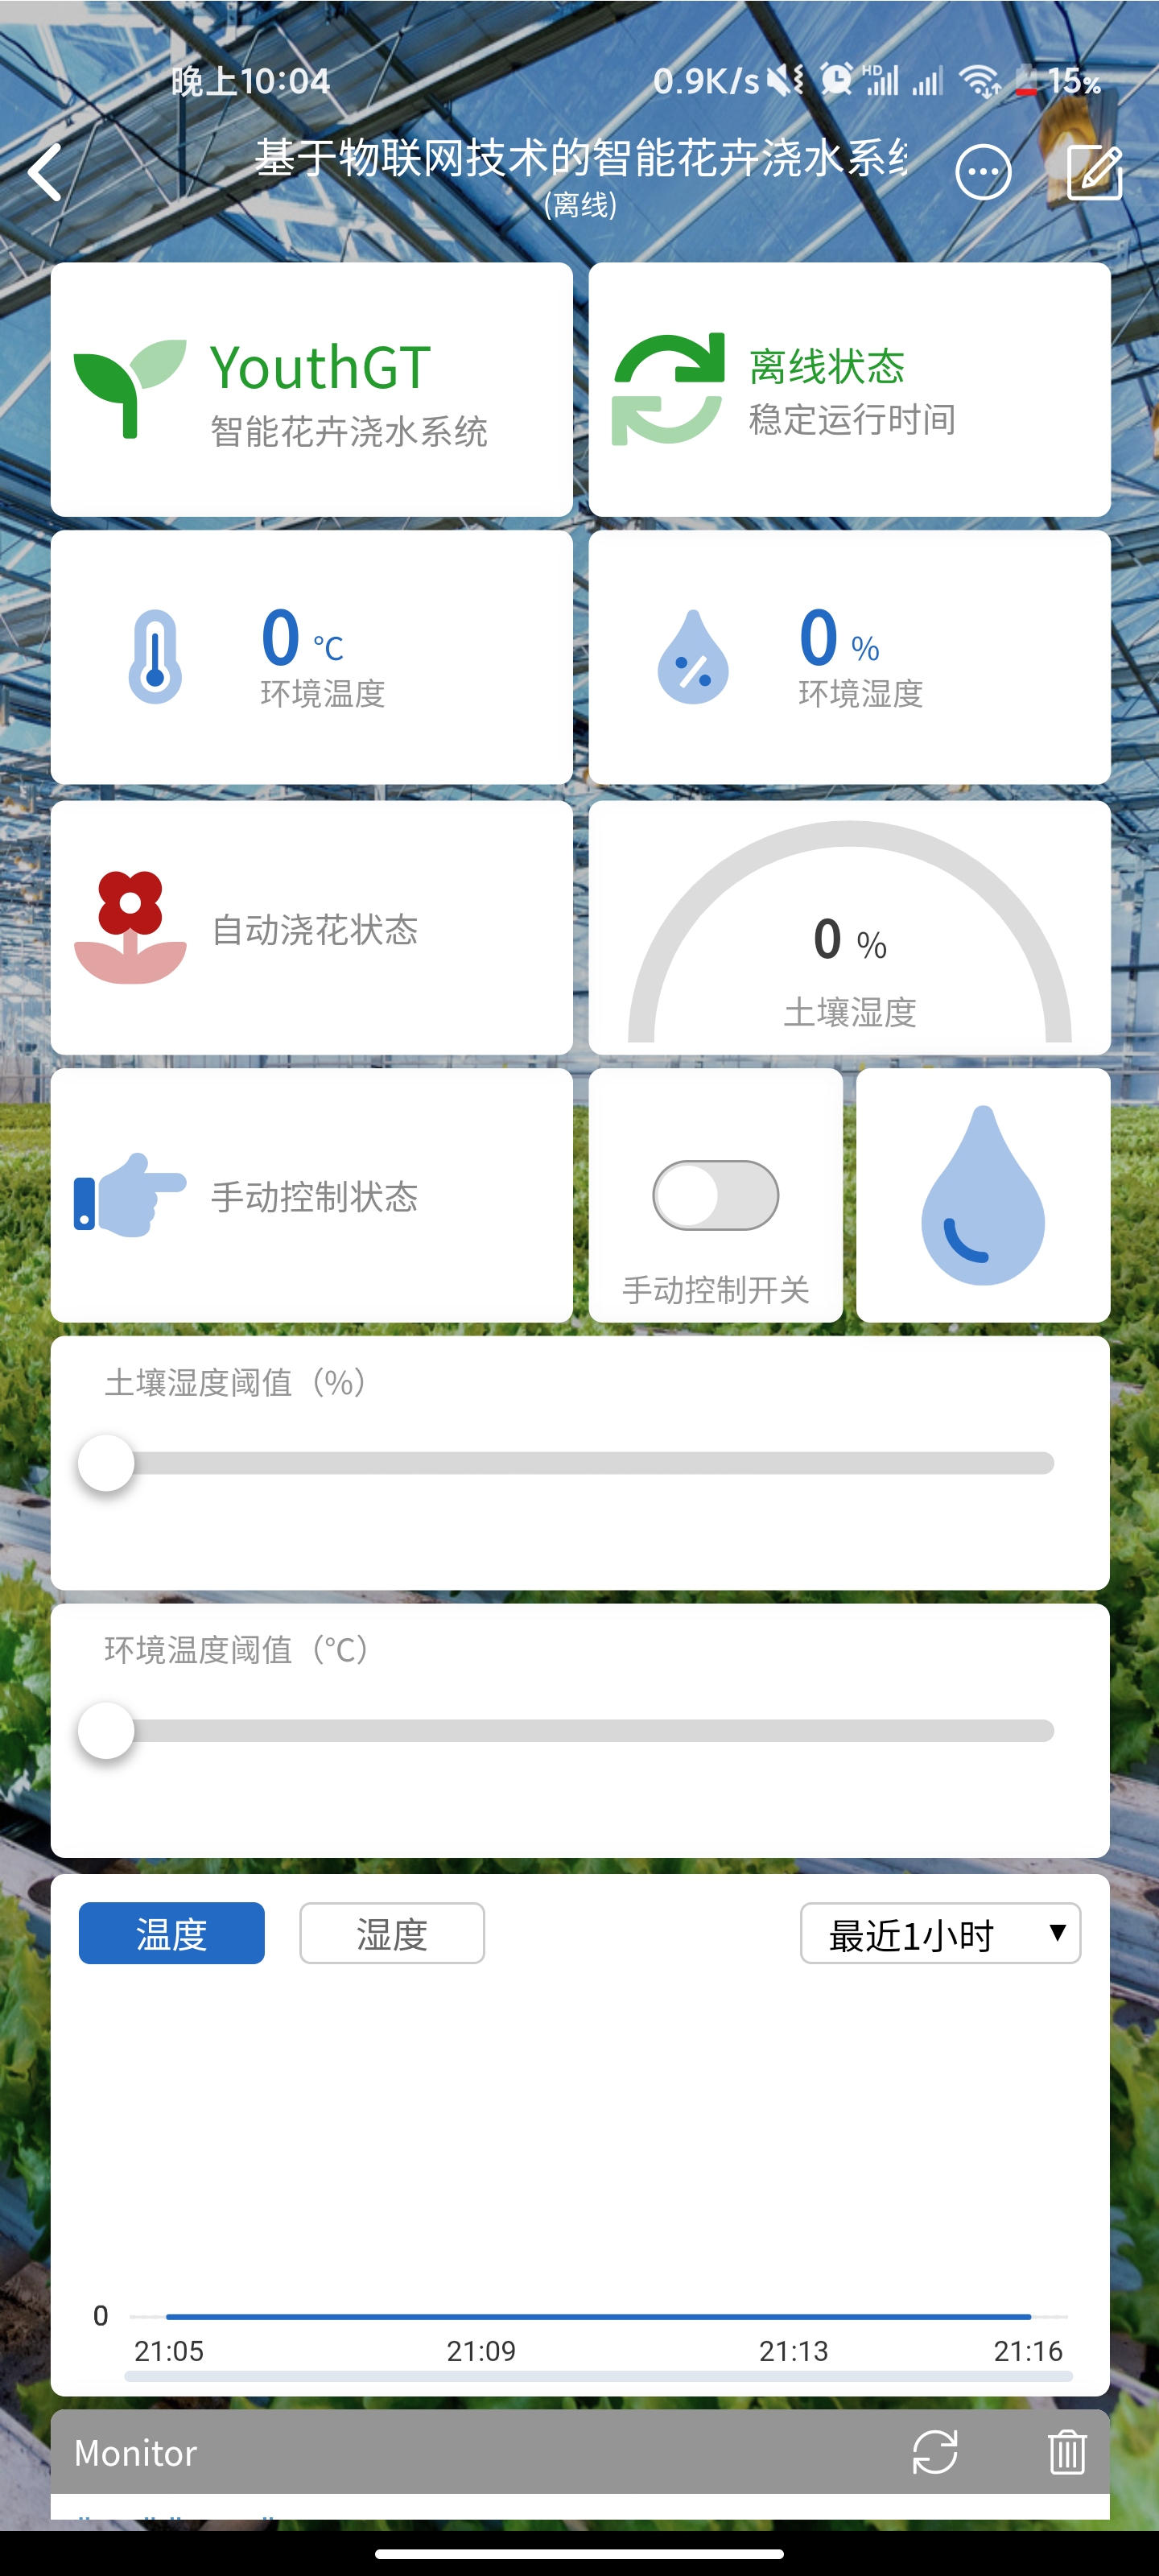 晚上10:04 0.9K/s HD 15%
基于物联网技术的智能花卉浇水系
(离线)
YouthGT
智能花卉浇水系统
离线状态
稳定运行时间
0 °C
环境温度
0 %
环境湿度
自动浇花状态
0 %
土壤湿度
手动控制状态
手动控制开关
土壤湿度阈值（%）
环境温度阈值（°C）
温度 湿度 最近1小时 ▼
0
21:05 21:09 21:13 21:16
Monitor